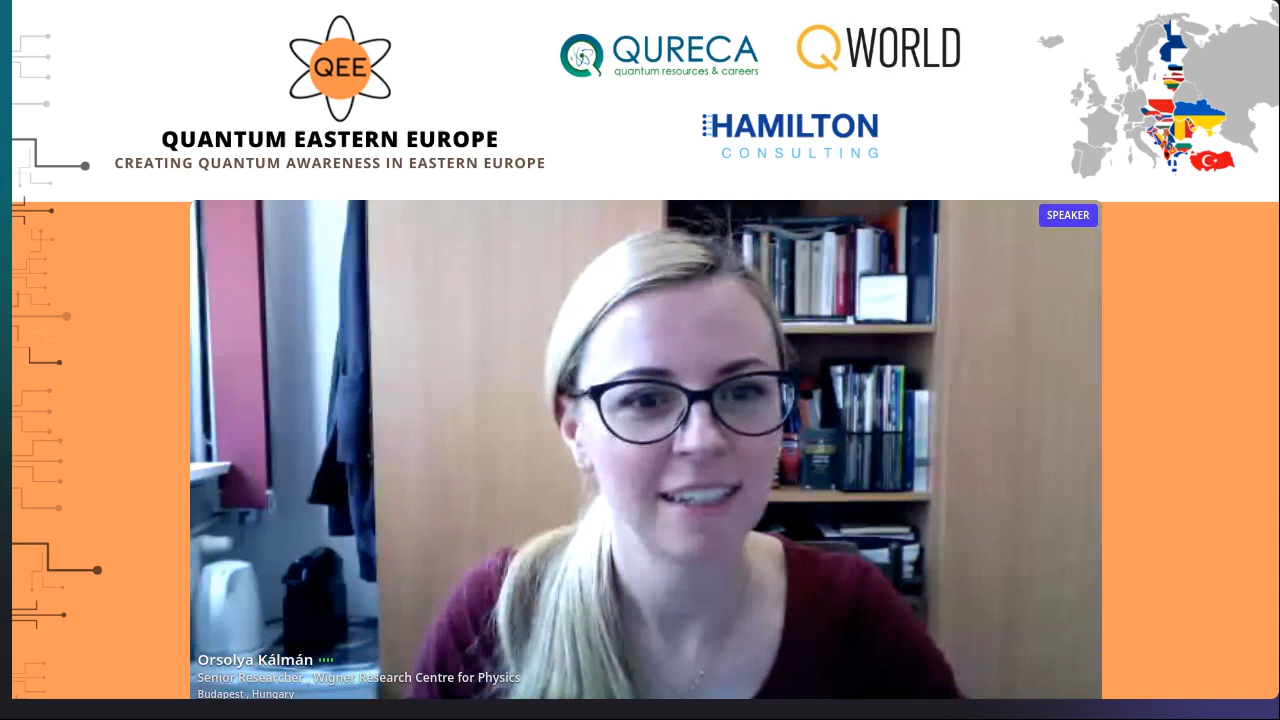 QEE
QUANTUM EASTERN EUROPE
CREATING QUANTUM AWARENESS IN EASTERN EUROPE
QURECA
quantum resources & careers
QWORLD
HAMILTON
CONSULTING
SPEAKER
Orsolya Kálmán
Senior Researcher , Wigner Research Centre for Physics
Budapest , Hungary